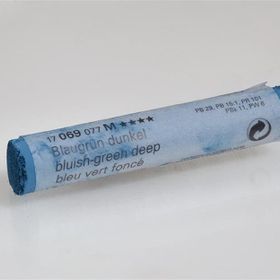 17 069 077 M ★★★★
Blaugrün dunkel
bluish-green deep
bleu vert foncé
PB 29, PB 15:1, PR 101
PBk 11, PW 6